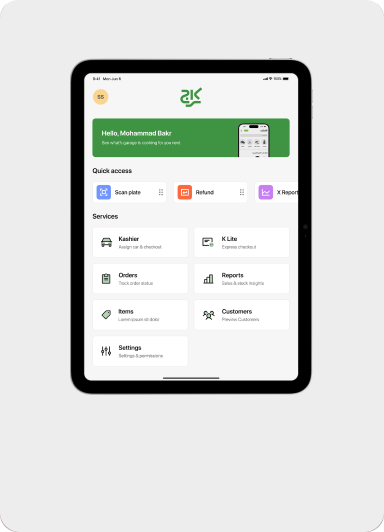 9:41 Mon Jun 6
100%
SS
Hello, Mohammad Bakr
See what's garage is cooking for you next
Quick access
Scan plate
Refund
X Report
Services
Kashier
Assign car & checkout
K Lite
Express checkout
Orders
Track order status
Reports
Sales & stock insights
Items
Lorem ipsum sit dolor
Customers
Preview Customers
Settings
Settings & permissions